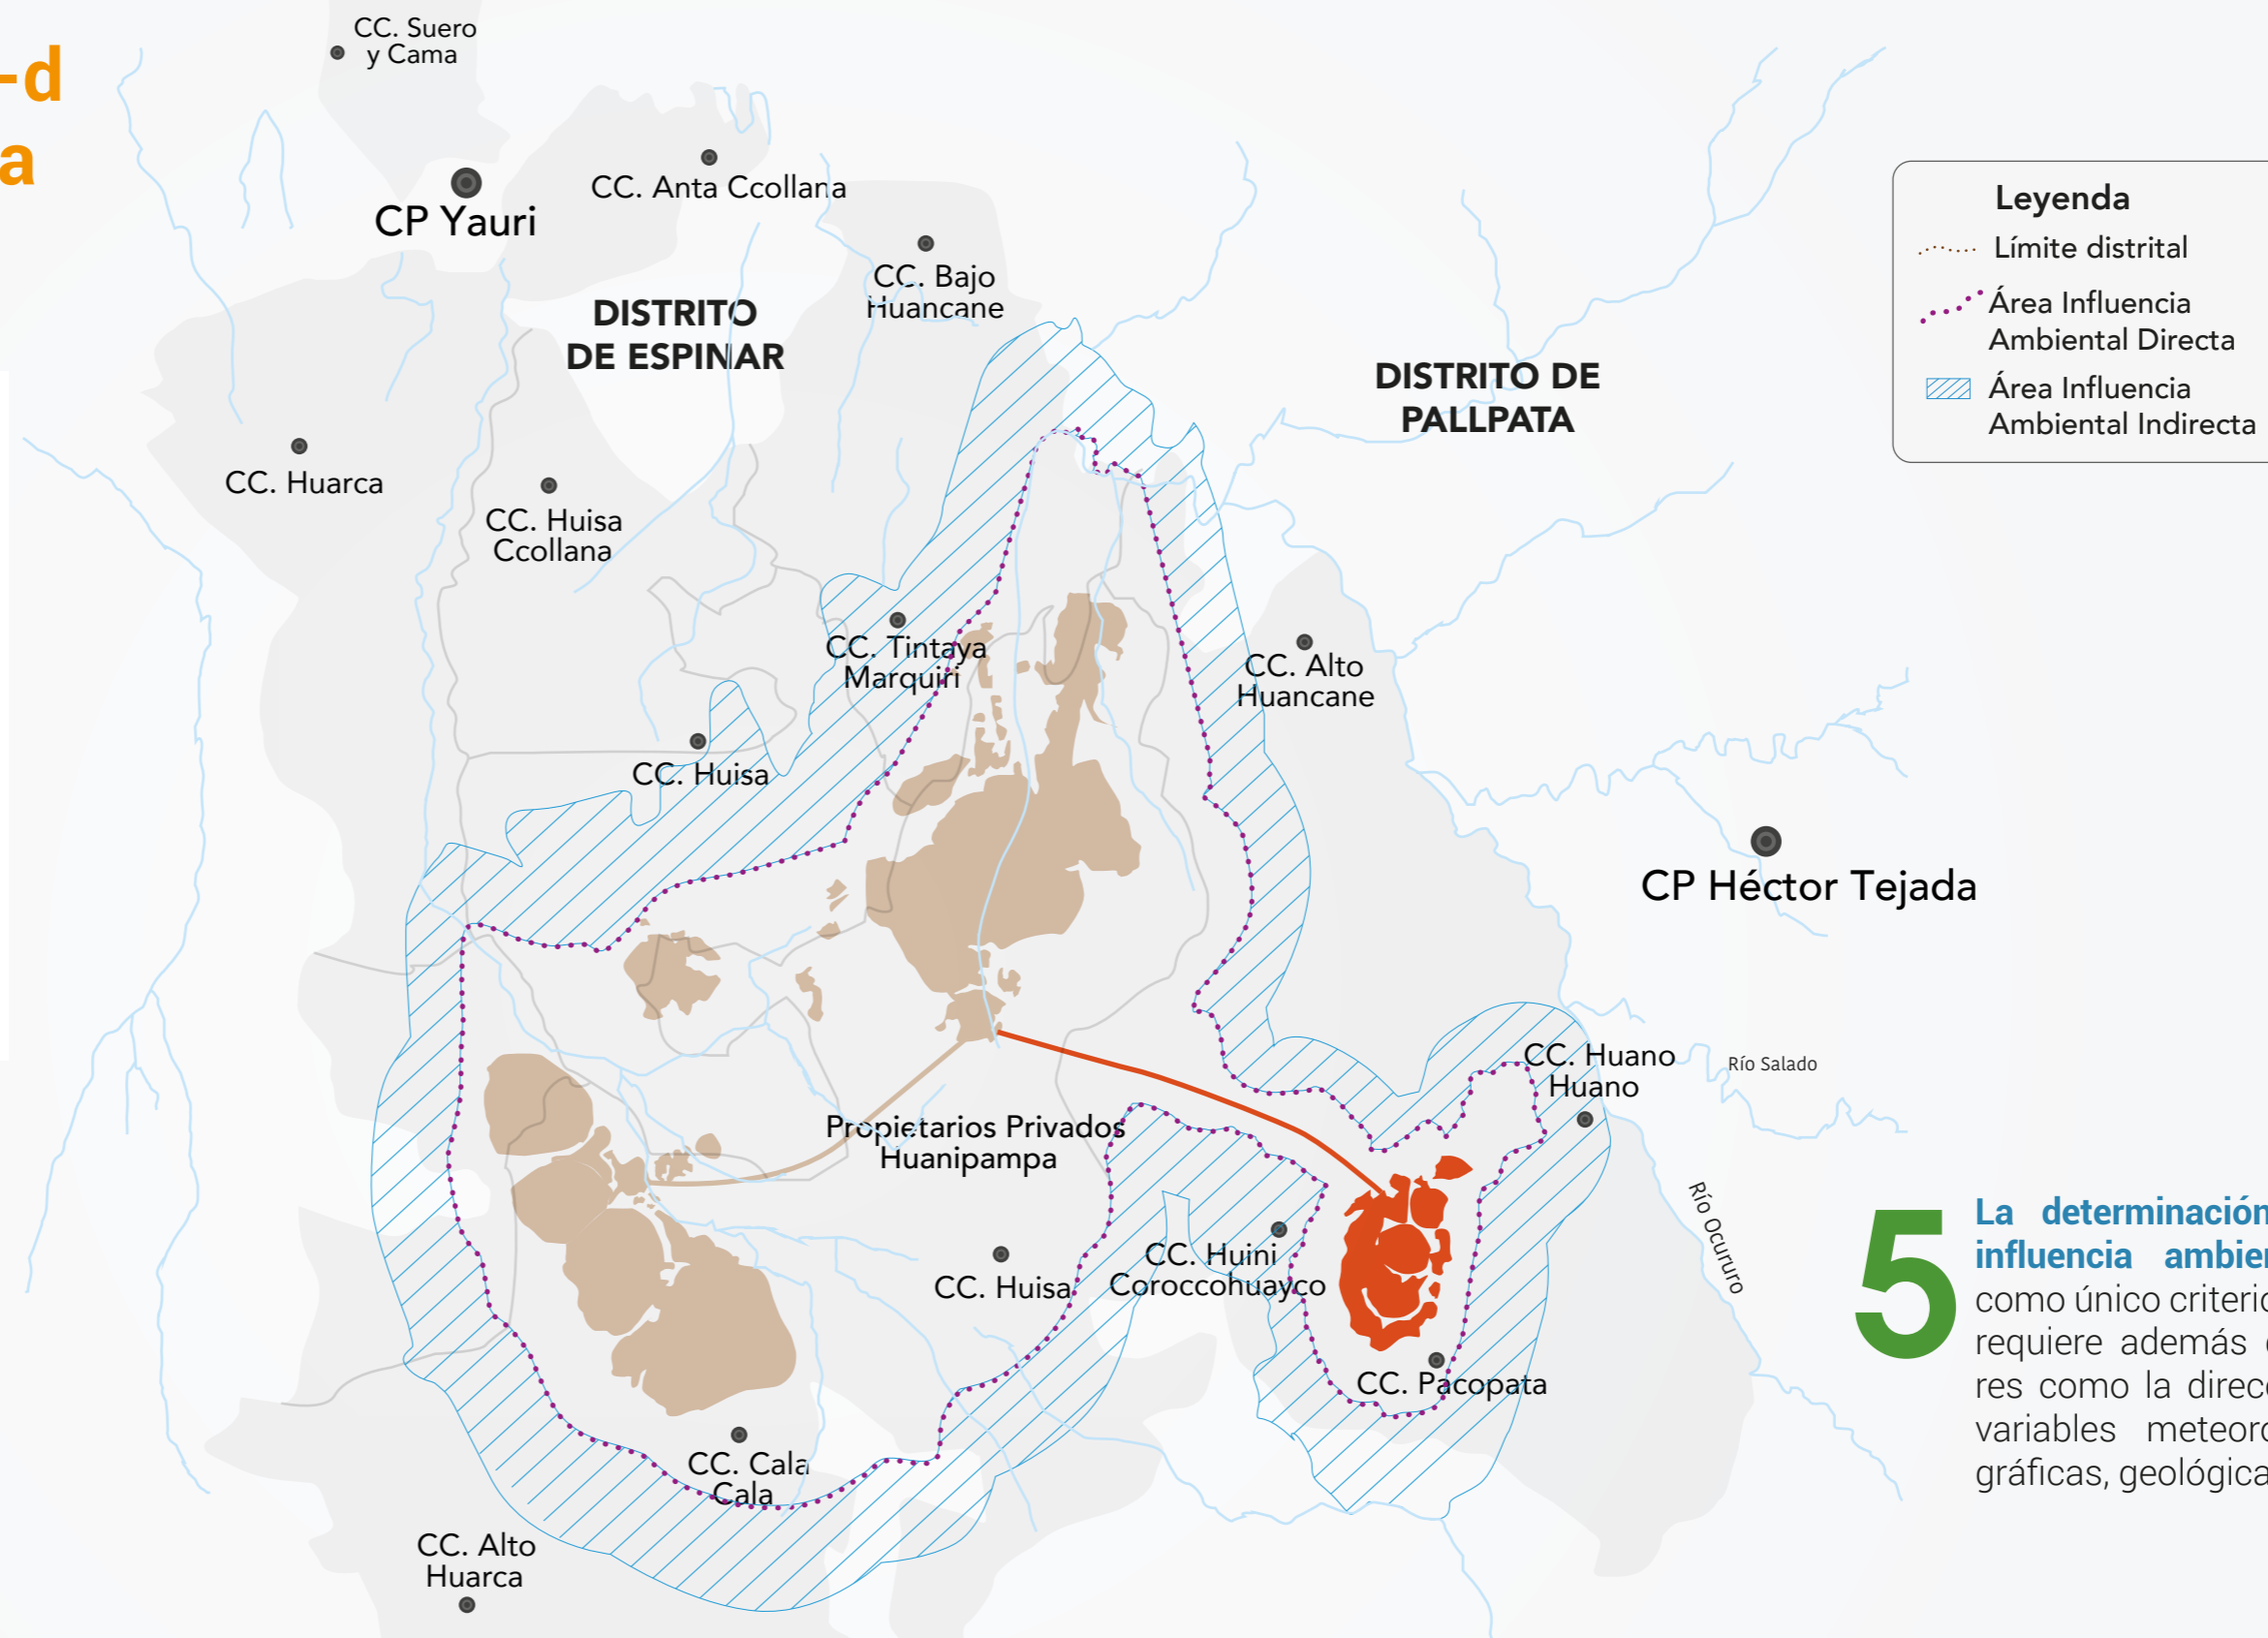 -d
a
CC. Suero
y Cama
CP Yauri
CC. Anta Ccollana
CC. Bajo
Huancane
DISTRITO
DE ESPINAR
DISTRITO DE
PALLPATA
Leyenda
Límite distrital
Área Influencia
Ambiental Directa
Área Influencia
Ambiental Indirecta
CC. Huarca
CC. Huisa
Ccollana
CC. Tintaya
Marquiri
CC. Alto
Huancane
CC. Huisa
CP Héctor Tejada
CC. Huano
Huano
Río Salado
Propietarios Privados
Huanipampa
Río Ocururo
CC. Huisa
CC. Huini
Coroccohuayco
CC. Pacopata
CC. Cala
Cala
CC. Alto
Huarca
5
La determinación
influencia ambie
como único criterio
requiere además
res como la direc
variables meteor
gráficas, geológica